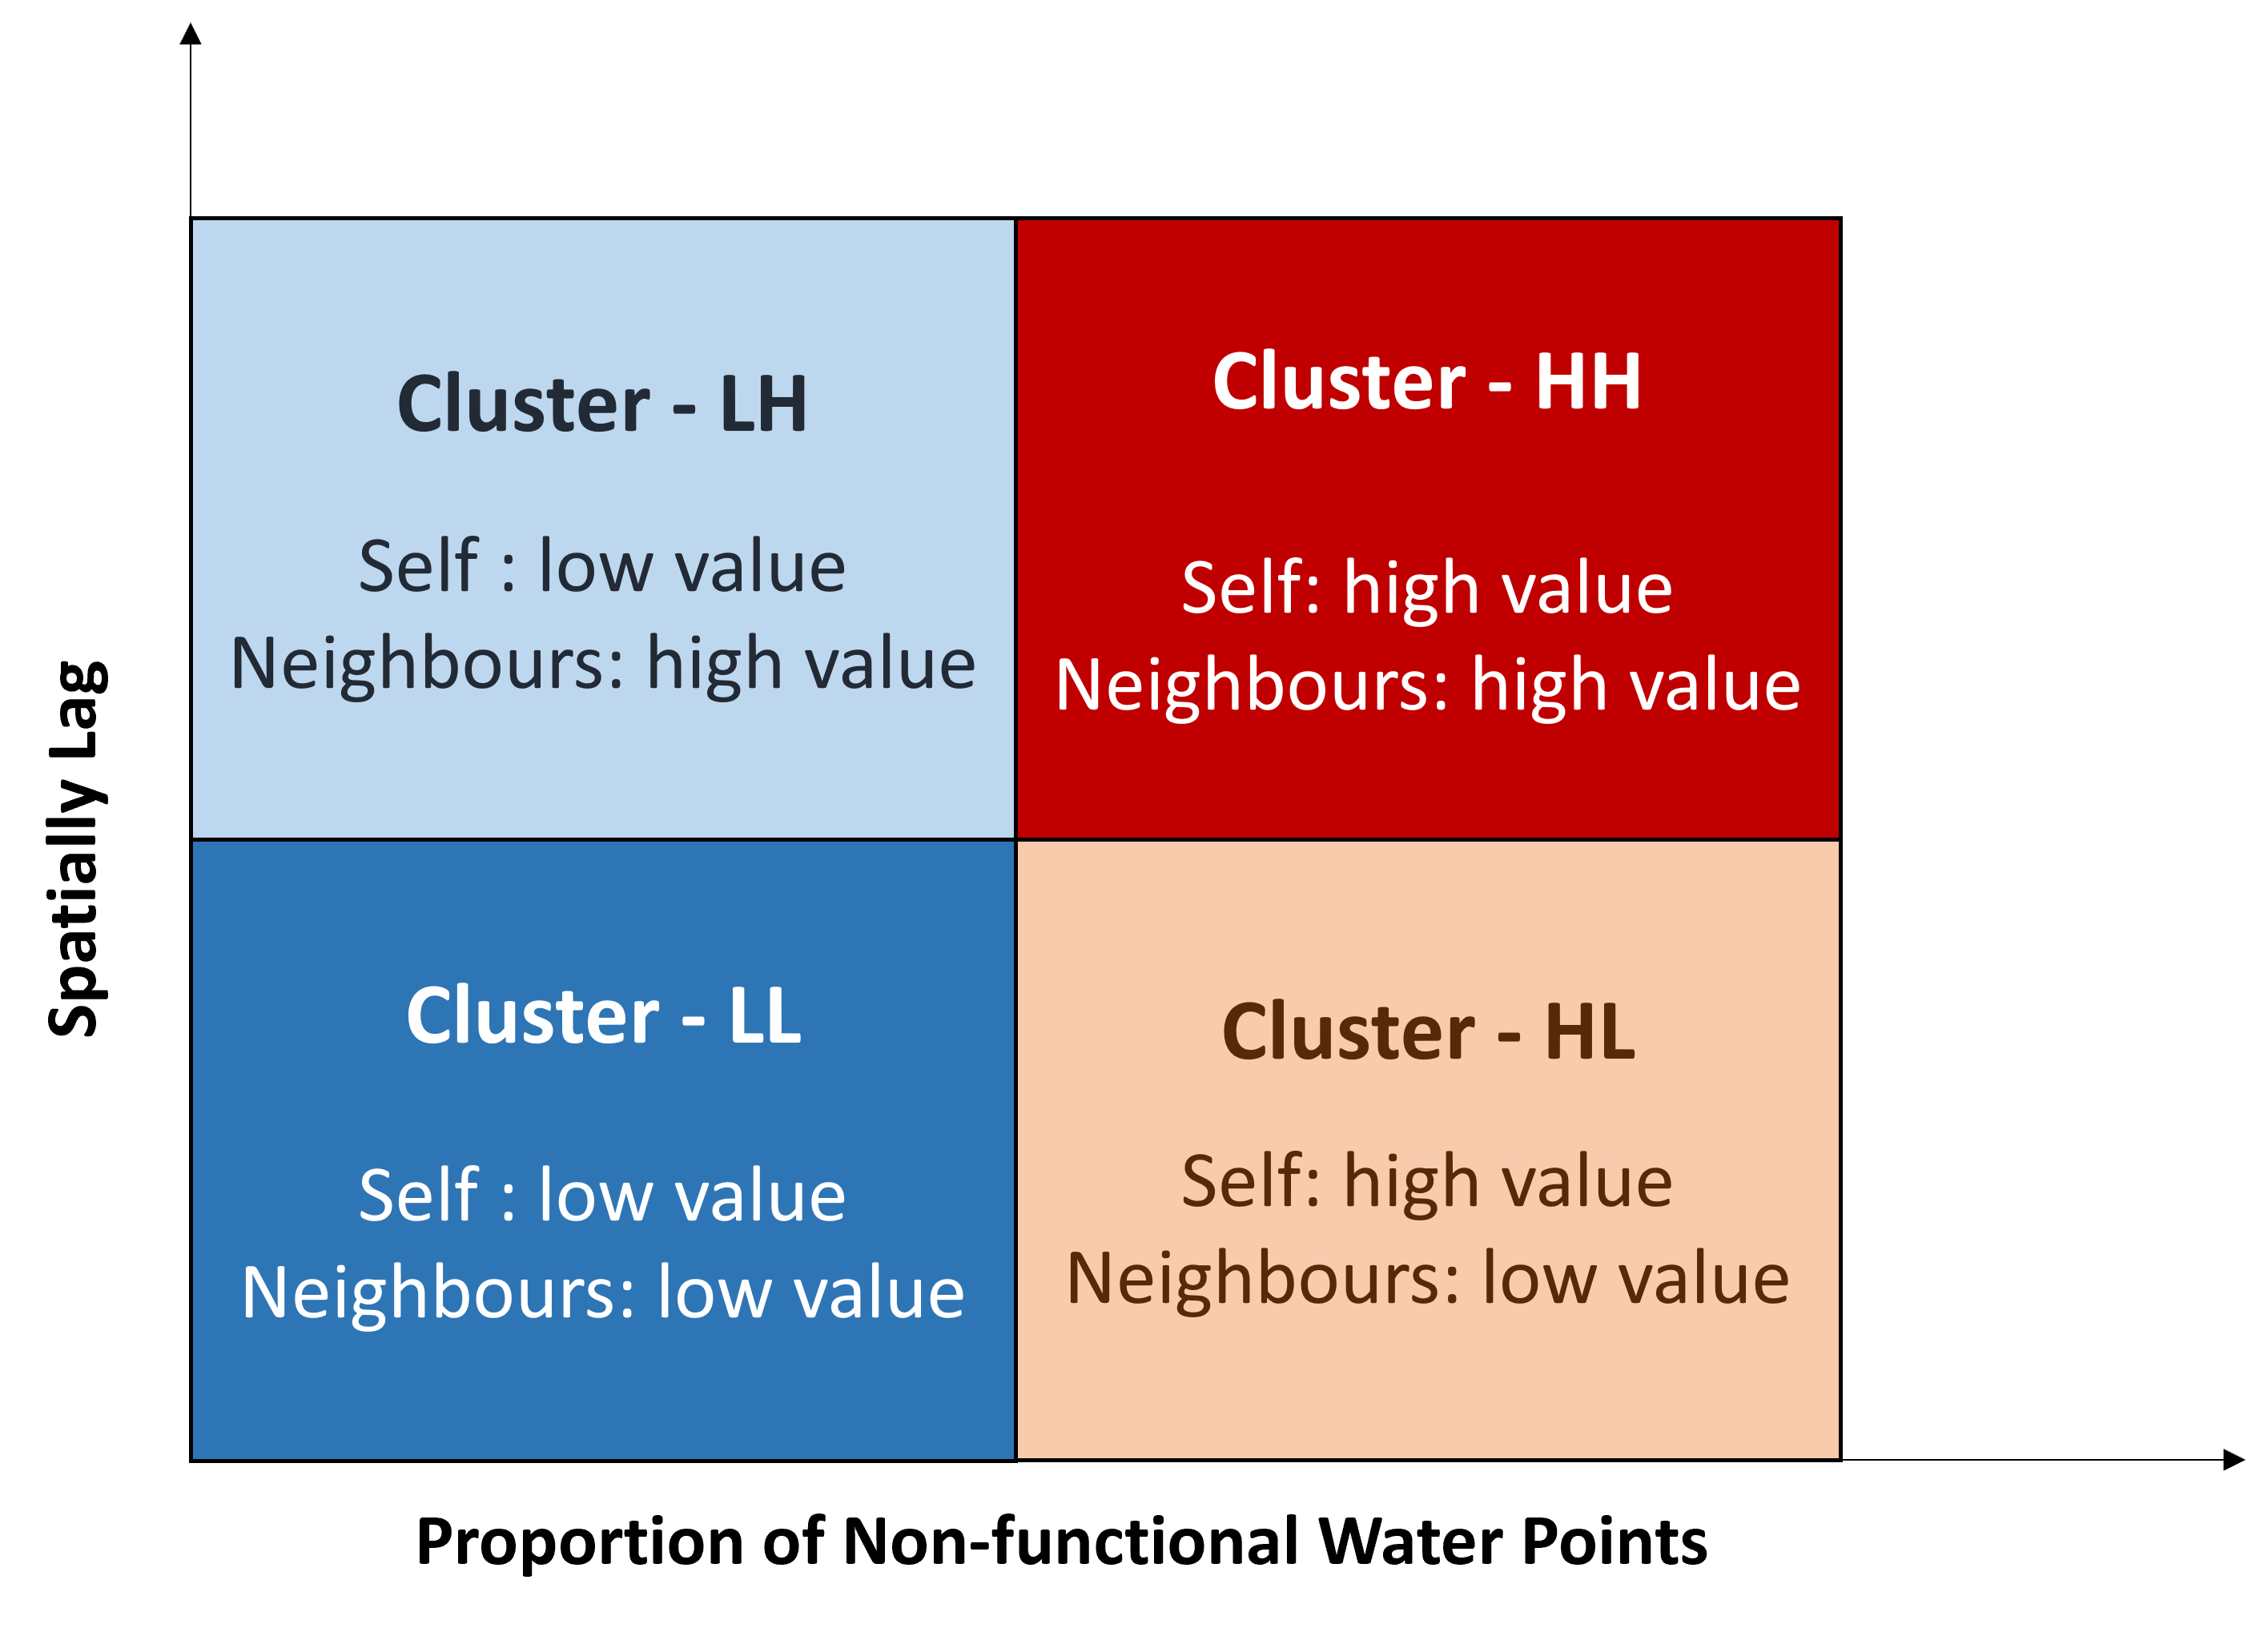 Spatially Lag
Cluster - LH
Self : low value
Neighbours: high value
Cluster - HH
Self: high value
Neighbours: high value
Cluster - LL
Self : low value
Neighbours: low value
Cluster - HL
Self: high value
Neighbours: low value
Proportion of Non-functional Water Points